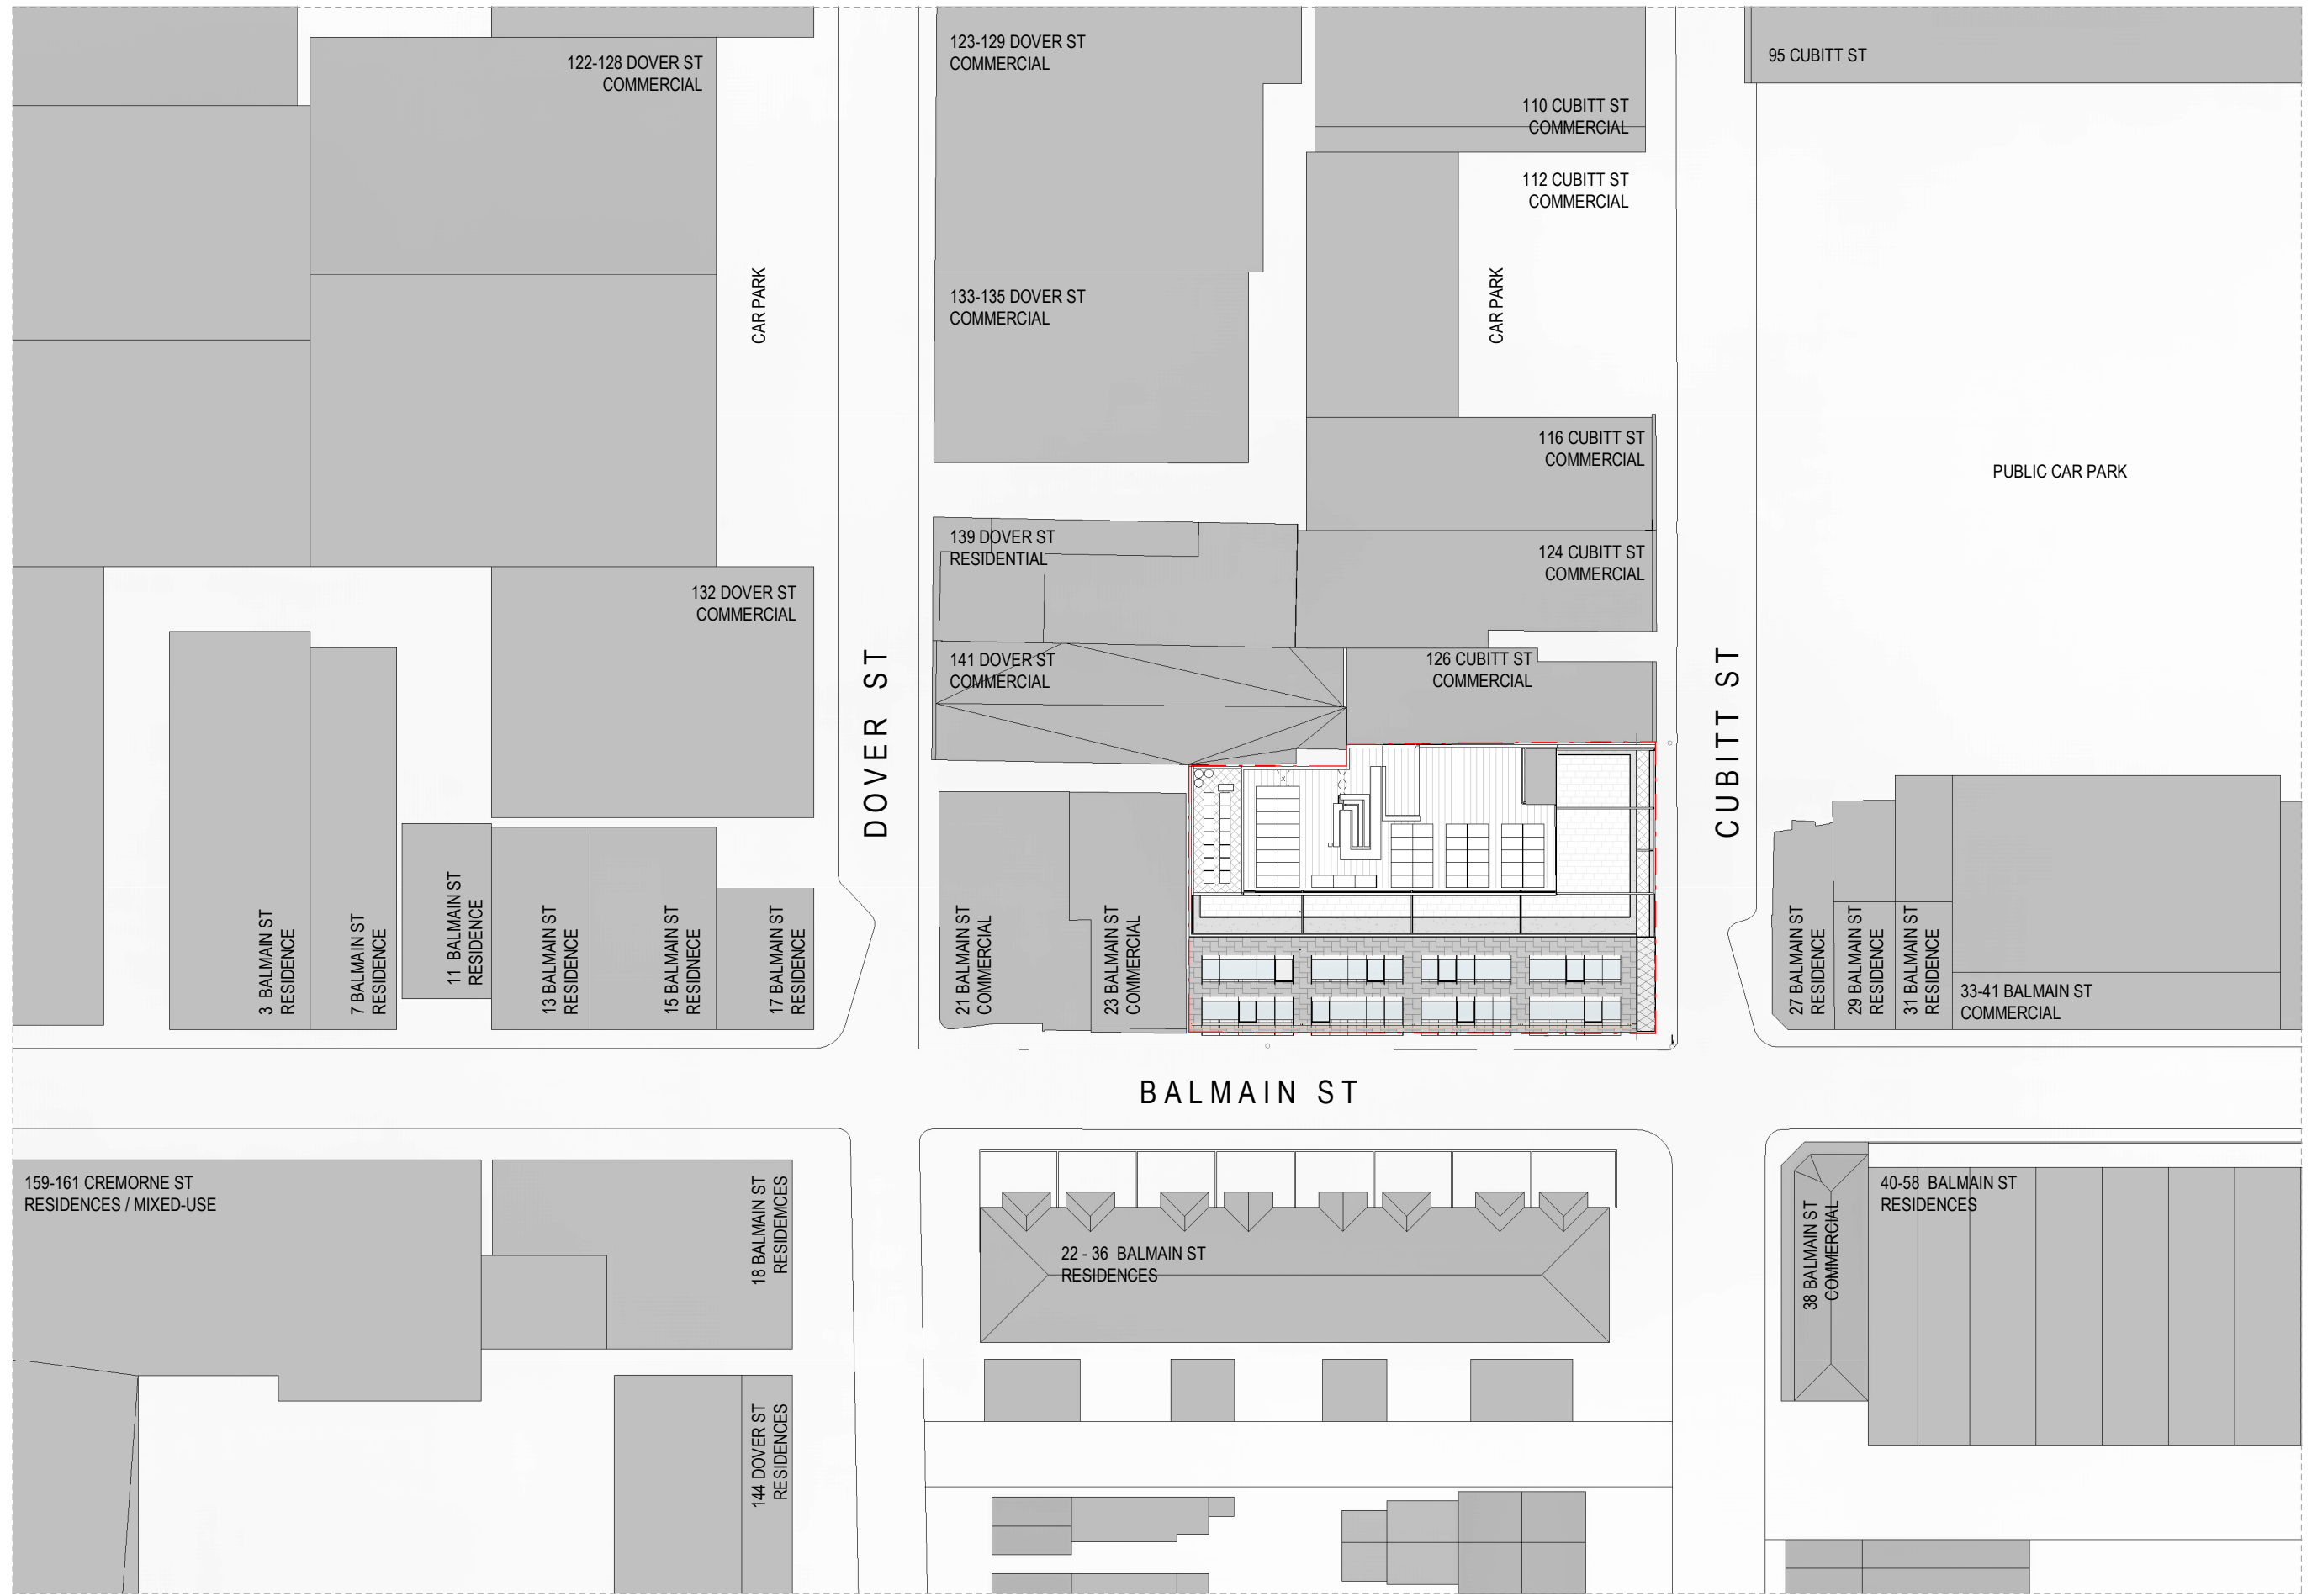 122-128 DOVER ST
COMMERCIAL
123-129 DOVER ST
COMMERCIAL
110 CUBITT ST
COMMERCIAL
95 CUBITT ST
112 CUBITT ST
COMMERCIAL
CAR PARK
133-135 DOVER ST
COMMERCIAL
CAR PARK
116 CUBITT ST
COMMERCIAL
PUBLIC CAR PARK
139 DOVER ST
RESIDENTIAL
124 CUBITT ST
COMMERCIAL
132 DOVER ST
COMMERCIAL
DOVER ST
141 DOVER ST
COMMERCIAL
126 CUBITT ST
COMMERCIAL
CUBITT ST
3 BALMAIN ST
RESIDENCE
7 BALMAIN ST
RESIDENCE
11 BALMAIN ST
RESIDENCE
13 BALMAIN ST
RESIDENCE
15 BALMAIN ST
RESIDNECE
17 BALMAIN ST
RESIDENCE
21 BALMAIN ST
COMMERCIAL
23 BALMAIN ST
COMMERCIAL
27 BALMAIN ST
RESIDENCE
29 BALMAIN ST
RESIDENCE
31 BALMAIN ST
RESIDENCE
33-41 BALMAIN ST
COMMERCIAL
BALMAIN ST
159-161 CREMORNE ST
RESIDENCES / MIXED-USE
18 BALMAIN ST
RESIDEMCES
22 - 36 BALMAIN ST
RESIDENCES
38 BALMAIN ST
COMMERCIAL
40-58 BALMAIN ST
RESIDENCES
144 DOVER ST
RESIDENCES